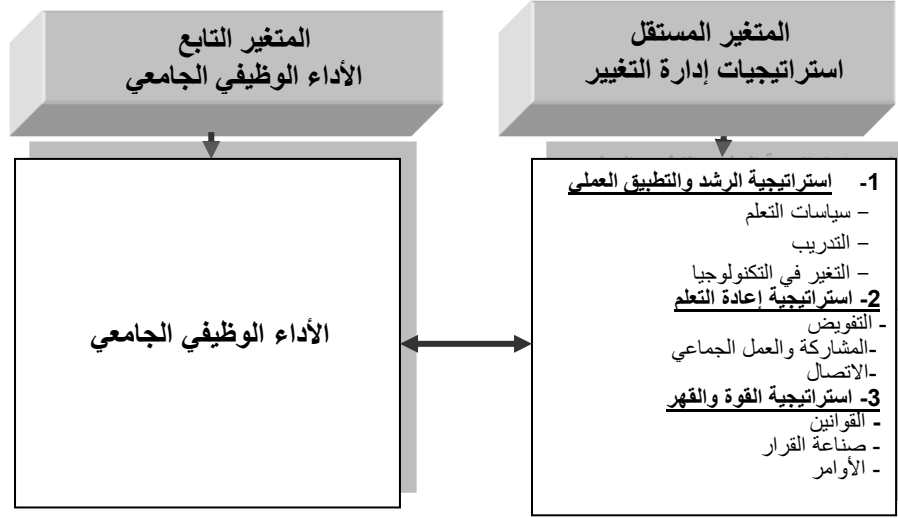 المتغير المستقل
استراتيجيات إدارة التغيير
المتغير التابع
الأداء الوظيفي الجامعي
1- استراتيجية الرشد والتطبيق العملي
– سياسات التعلم
– التدريب
– التغير في التكنولوجيا
2- استراتيجية إعادة التعلم
- التفويض
-المشاركة والعمل الجماعي
-الاتصال
3- استراتيجية القوة والقهر
- القوانين
- صناعة القرار
- الأوامر
الأداء الوظيفي الجامعي